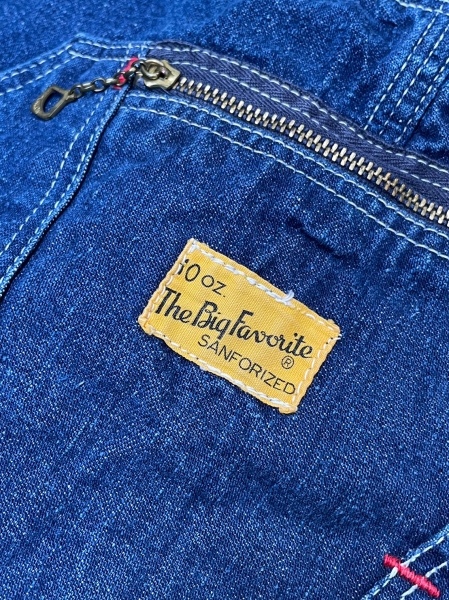 10 OZ.
The Big Favorite
®
SANFORIZED